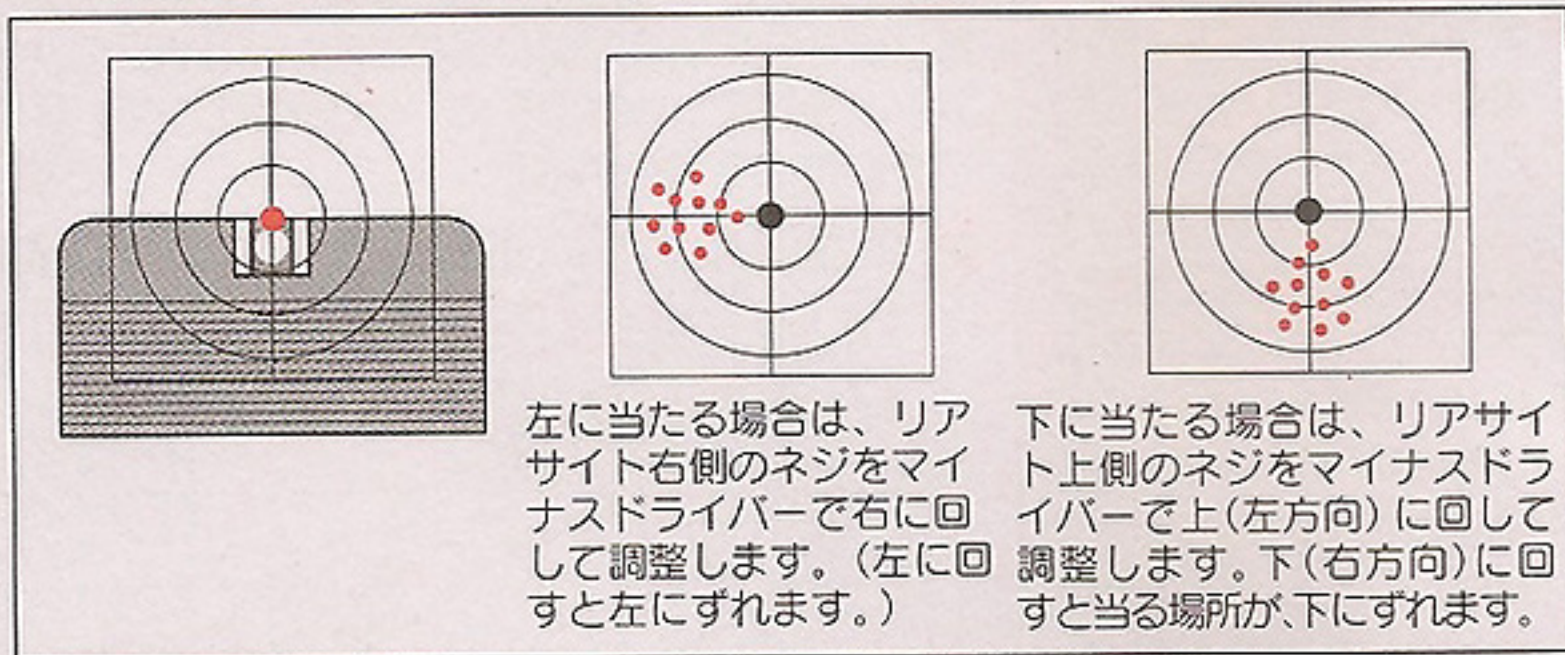 左に当たる場合は、リア
サイト右側のネジをマイ
ナスドライバーで右に回
して調整します。（左に回
すと左にずれます。）
下に当たる場合は、リアサイ
ト上側のネジをマイナスドラ
イバーで上(左方向)に回して
調整します。下(右方向)に回
すと当る場所が、下にずれます。